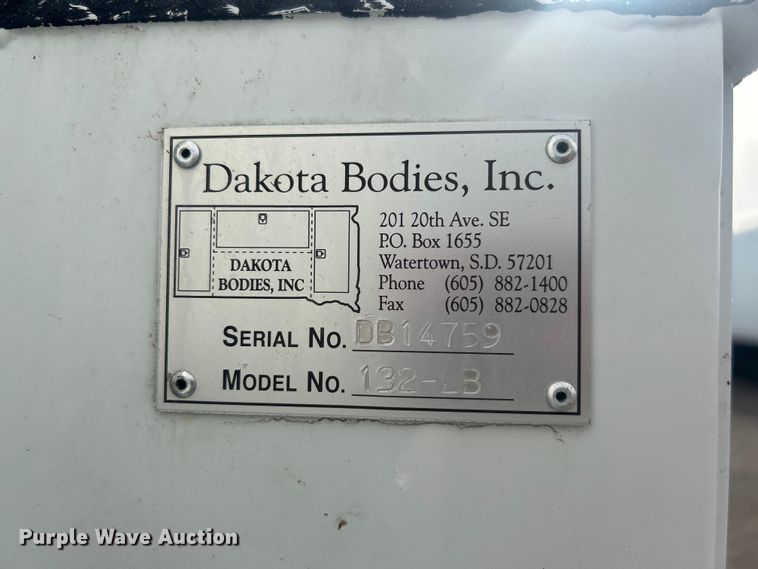 Dakota Bodies, Inc.
DAKOTA
BODIES, INC
201 20th Ave. SE
P.O. Box 1655
Watertown, S.D. 57201
Phone (605) 882-1400
Fax (605) 882-0828
SERIAL NO. DB14759
MODEL NO. 132-LB
Purple Wave Auction